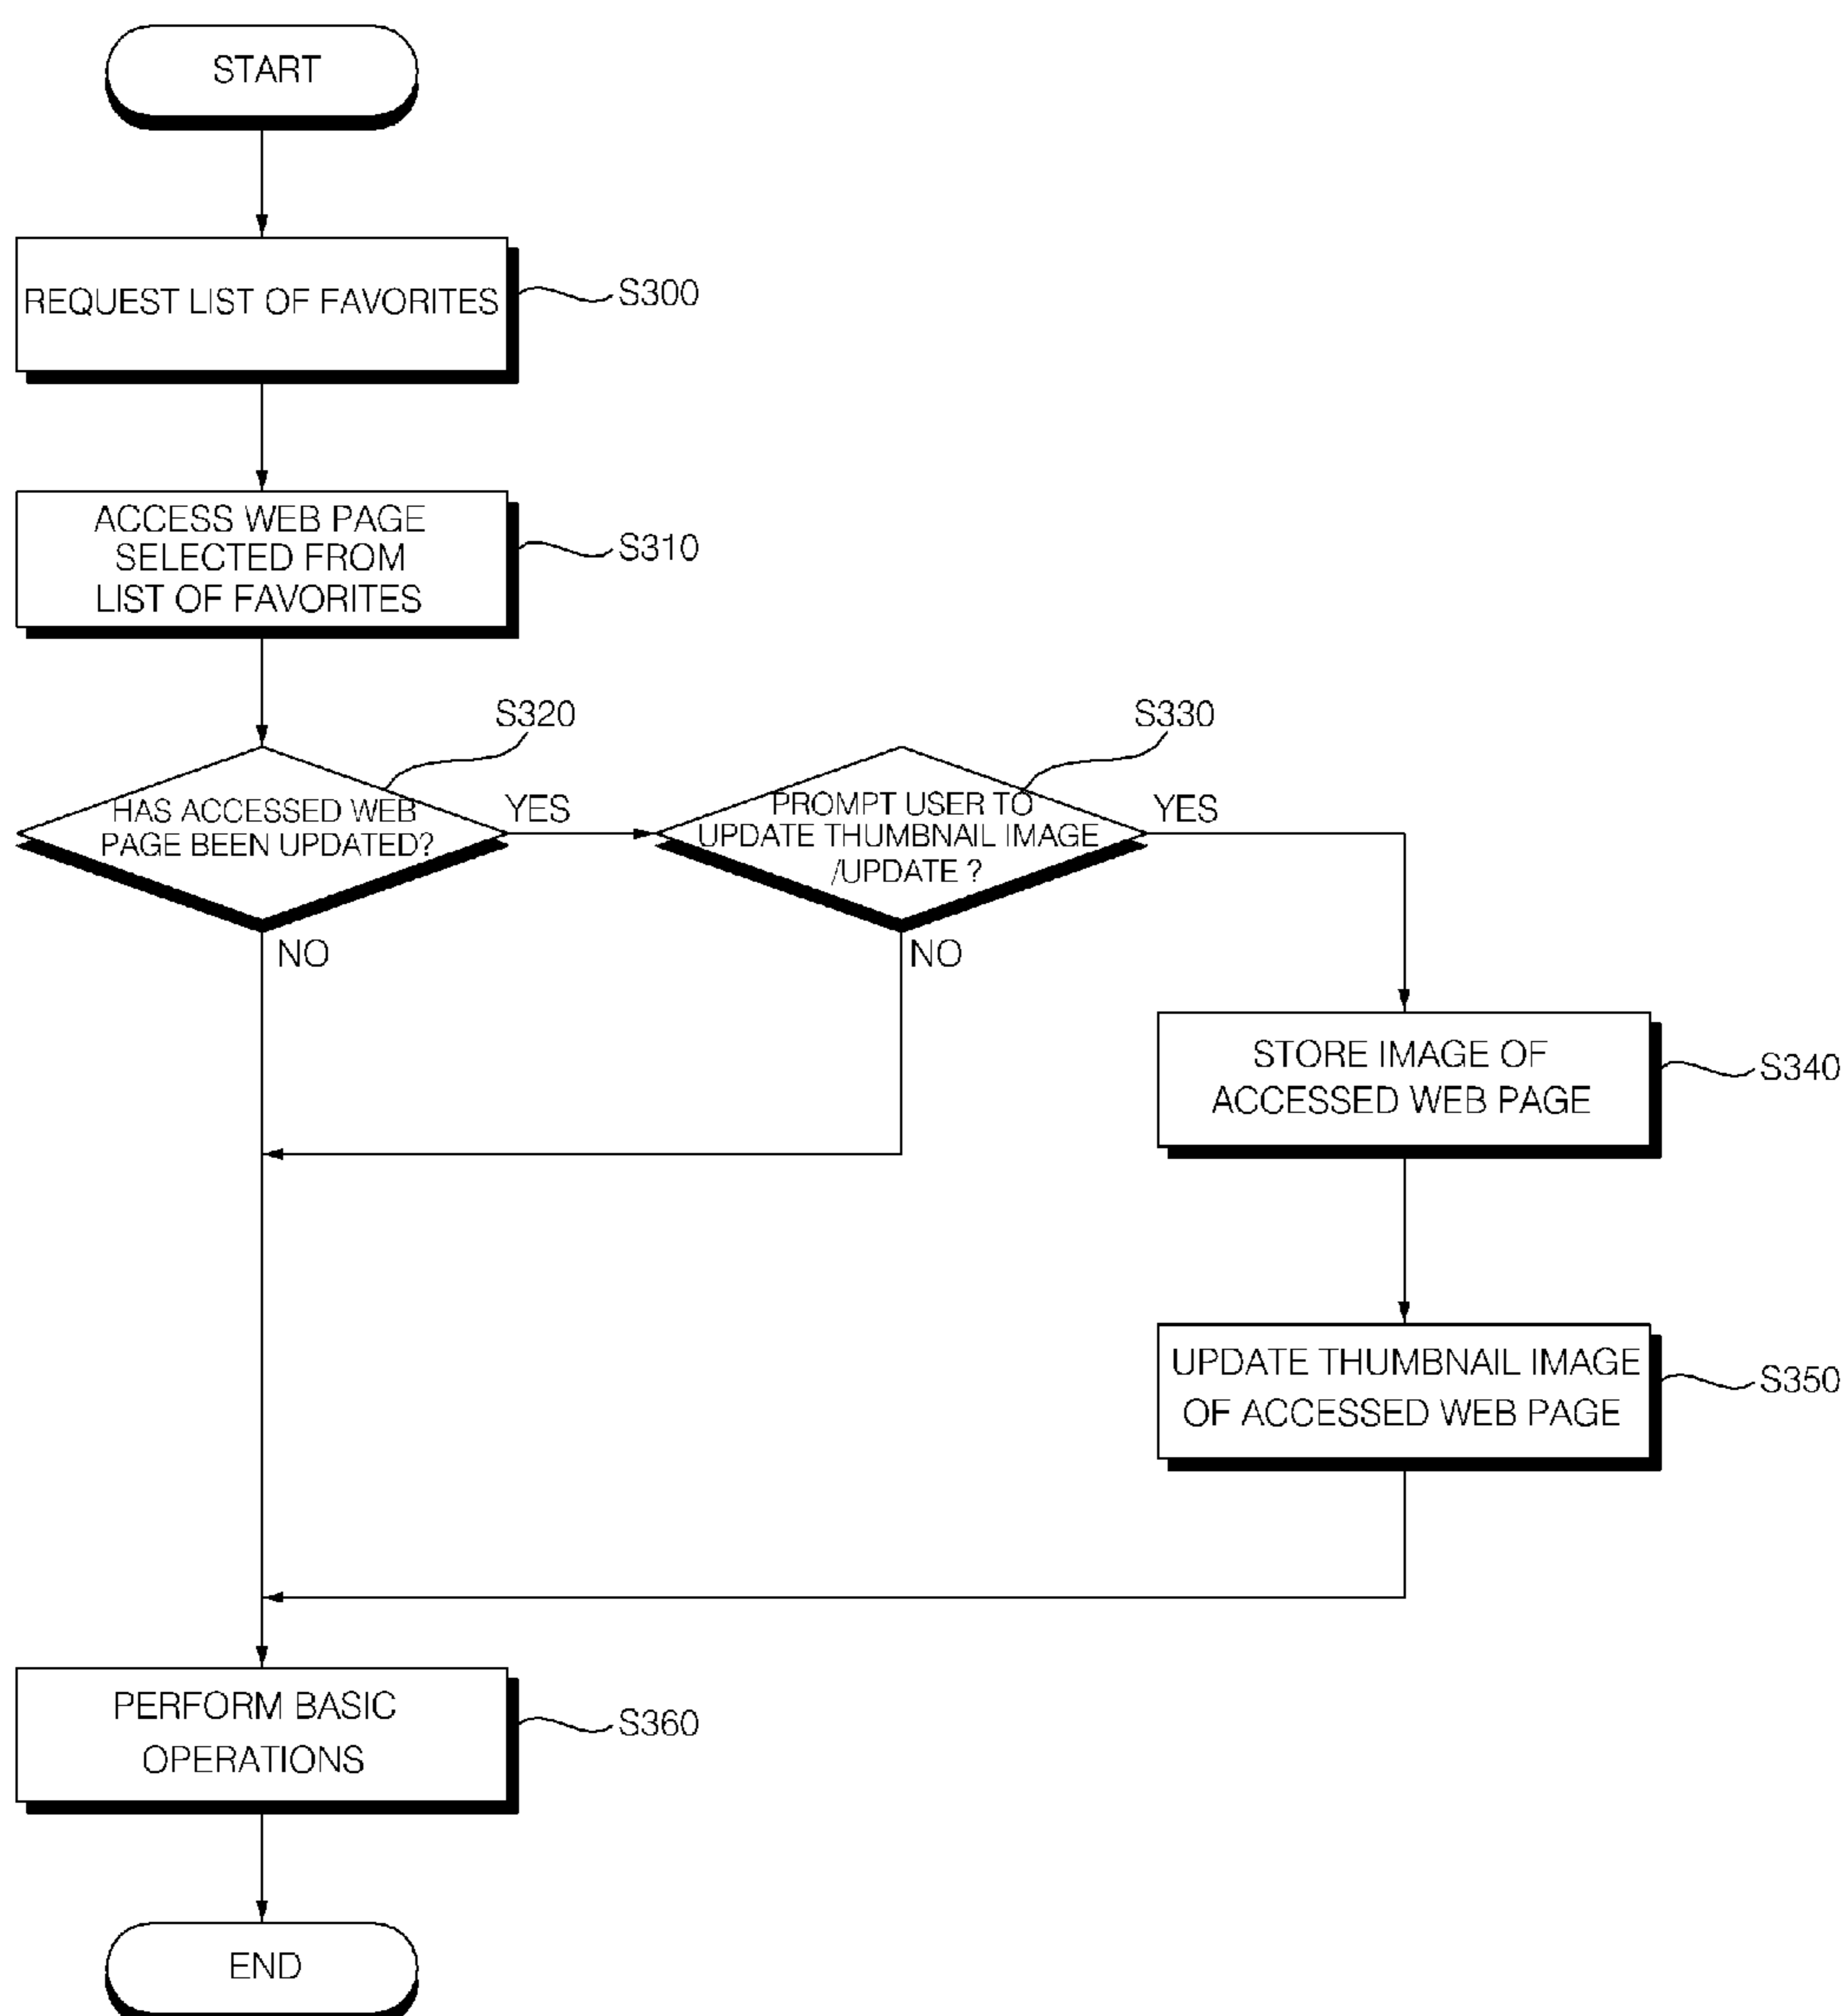 START
REQUEST LIST OF FAVORITES
S300
ACCESS WEB PAGE
SELECTED FROM
LIST OF FAVORITES
S310
S320
HAS ACCESSED WEB
PAGE BEEN UPDATED?
YES
NO
S330
PROMPT USER TO
UPDATE THUMBNAIL IMAGE
/UPDATE ?
YES
NO
STORE IMAGE OF
ACCESSED WEB PAGE
S340
UPDATE THUMBNAIL IMAGE
OF ACCESSED WEB PAGE
S350
PERFORM BASIC
OPERATIONS
S360
END